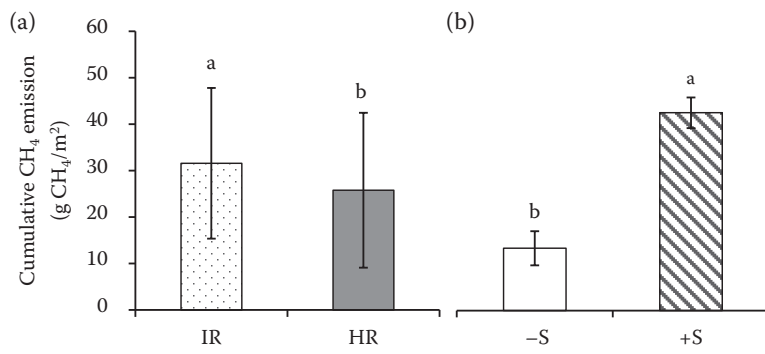 (a)
(b)
Cumulative CH₄ emission
(g CH₄/m²)
60
50
40
30
20
10
0
a
b
b
a
IR
HR
–S
+S